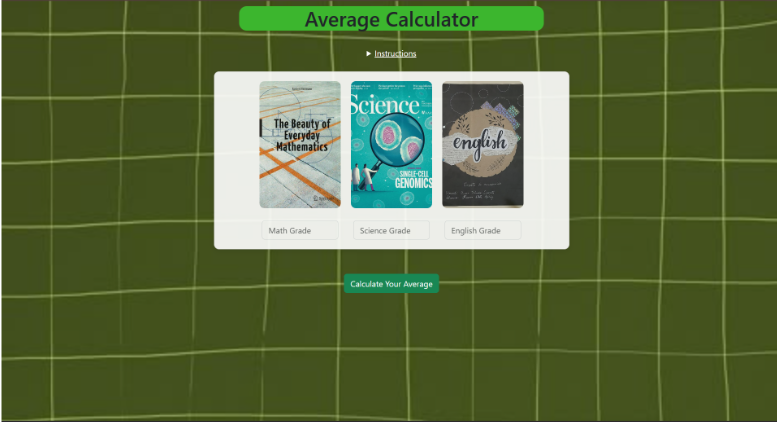 Average Calculator
Instructions
The Beauty of
Everyday
Mathematics
Springer
Science
SINGLE-CELL
GENOMICS
english
Math Grade
Science Grade
English Grade
Calculate Your Average